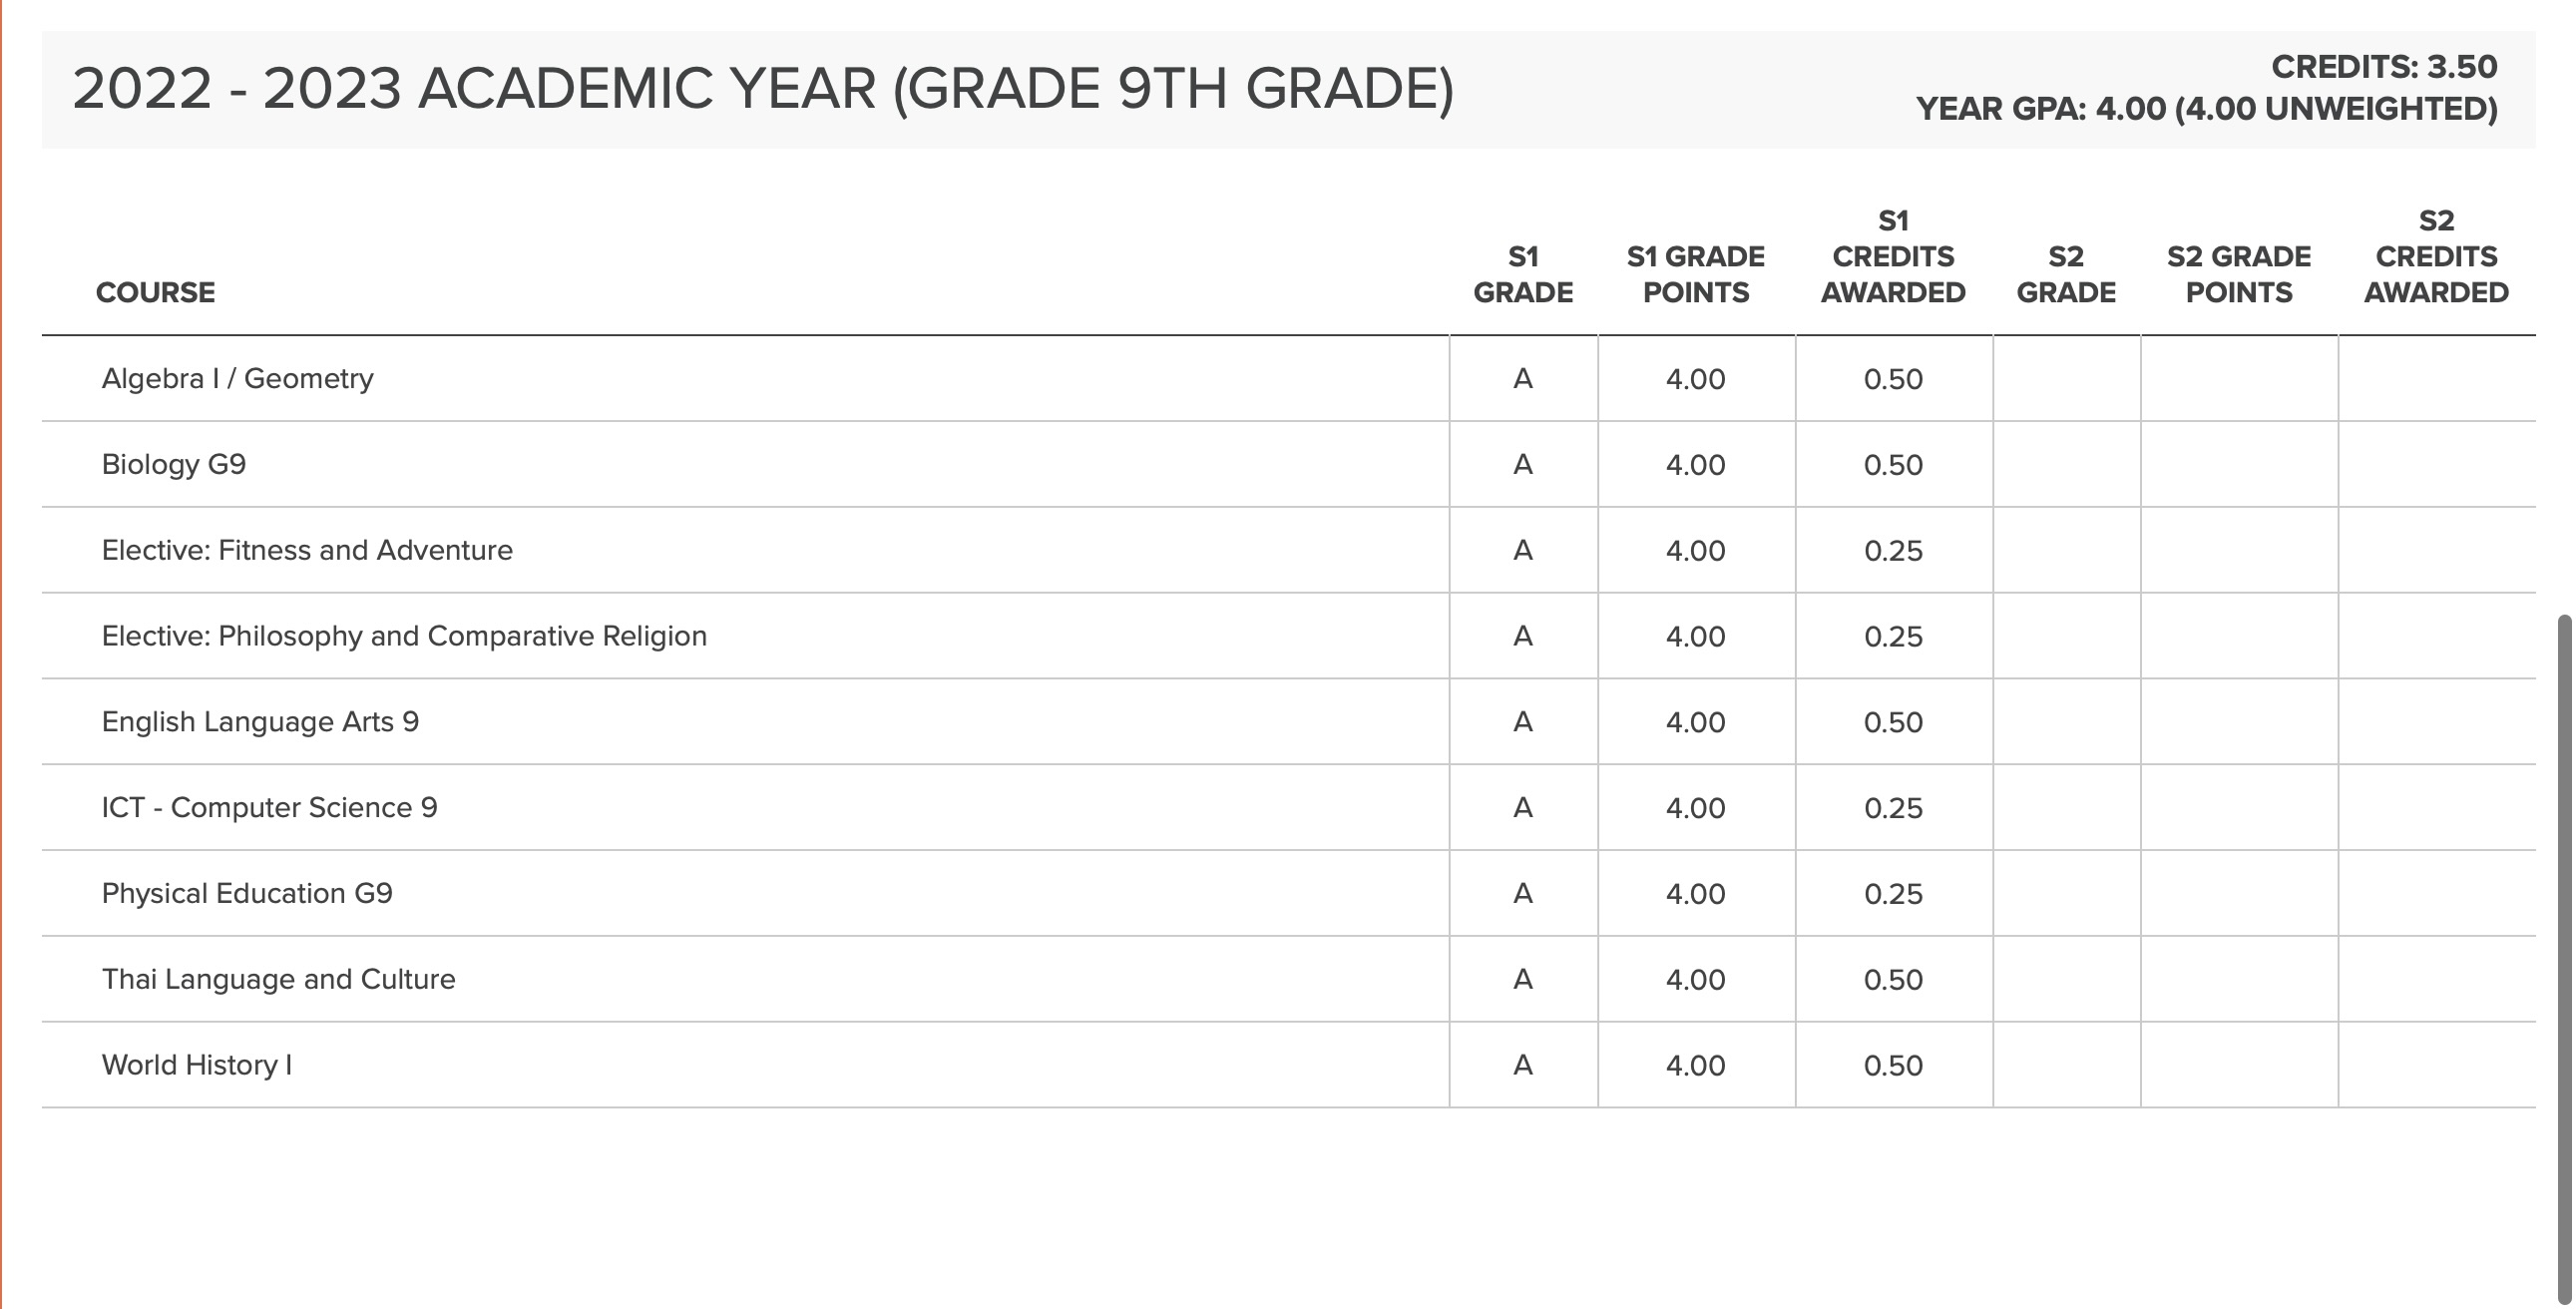 2022 - 2023 ACADEMIC YEAR (GRADE 9TH GRADE)
CREDITS: 3.50
YEAR GPA: 4.00 (4.00 UNWEIGHTED)
COURSE S1 GRADE S1 GRADE POINTS S1 CREDITS AWARDED S2 GRADE S2 GRADE POINTS S2 CREDITS AWARDED
Algebra I / Geometry A 4.00 0.50
Biology G9 A 4.00 0.50
Elective: Fitness and Adventure A 4.00 0.25
Elective: Philosophy and Comparative Religion A 4.00 0.25
English Language Arts 9 A 4.00 0.50
ICT - Computer Science 9 A 4.00 0.25
Physical Education G9 A 4.00 0.25
Thai Language and Culture A 4.00 0.50
World History I A 4.00 0.50